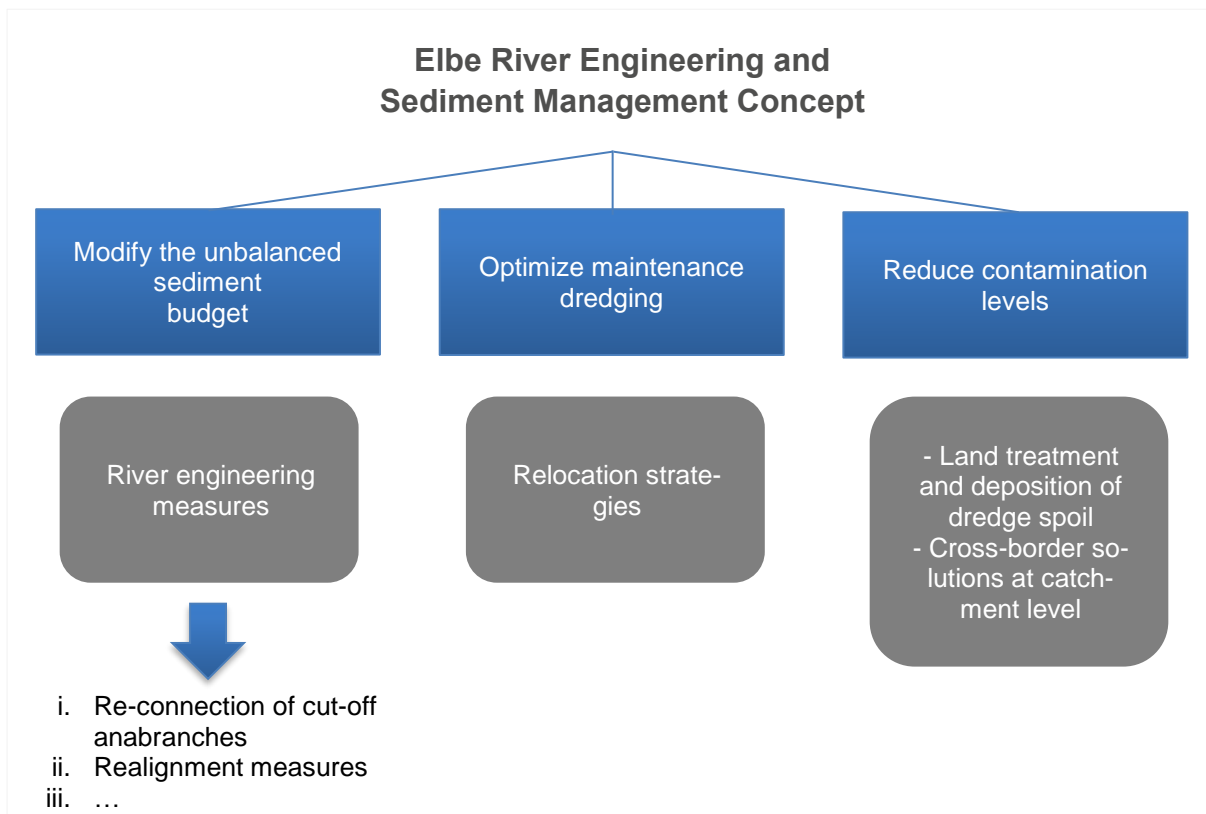 Elbe River Engineering and
Sediment Management Concept
Modify the unbalanced
sediment
budget
Optimize maintenance
dredging
Reduce contamination
levels
River engineering
measures
Relocation strate-
gies
- Land treatment
and deposition of
dredge spoil
- Cross-border so-
lutions at catch-
ment level
i. Re-connection of cut-off
anabranches
ii. Realignment measures
iii. …